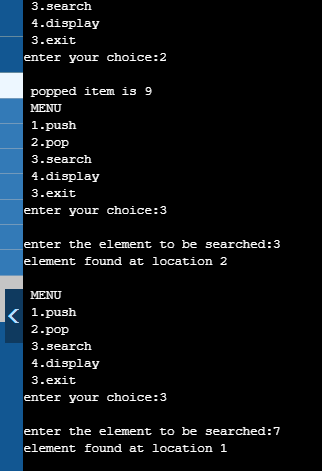 3.search
4.display
3.exit
enter your choice:2
popped item is 9
MENU
1.push
2.pop
3.search
4.display
3.exit
enter your choice:3
enter the element to be searched:3
element found at location 2
MENU
1.push
2.pop
3.search
4.display
3.exit
enter your choice:3
enter the element to be searched:7
element found at location 1